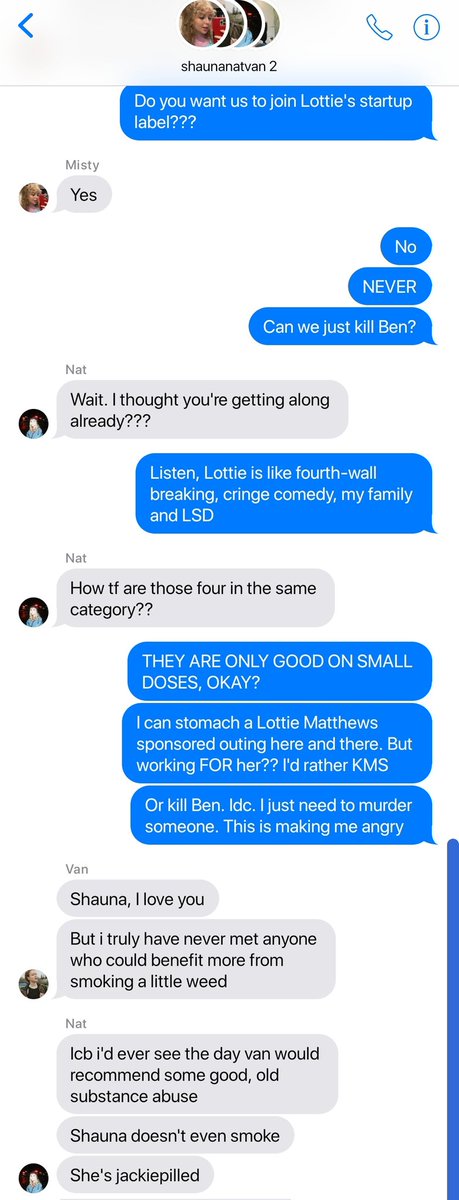 shaunanatvan 2
Do you want us to join Lottie's startup
label???
Misty
Yes
No
NEVER
Can we just kill Ben?
Nat
Wait. I thought you're getting along
already???
Listen, Lottie is like fourth-wall
breaking, cringe comedy, my family
and LSD
Nat
How tf are those four in the same
category??
THEY ARE ONLY GOOD ON SMALL
DOSES, OKAY?
I can stomach a Lottie Matthews
sponsored outing here and there. But
working FOR her?? I'd rather KMS
Or kill Ben. Idc. I just need to murder
someone. This is making me angry
Van
Shauna, I love you
But i truly have never met anyone
who could benefit more from
smoking a little weed
Nat
Icb i'd ever see the day van would
recommend some good, old
substance abuse
Shauna doesn't even smoke
She's jackiepilled